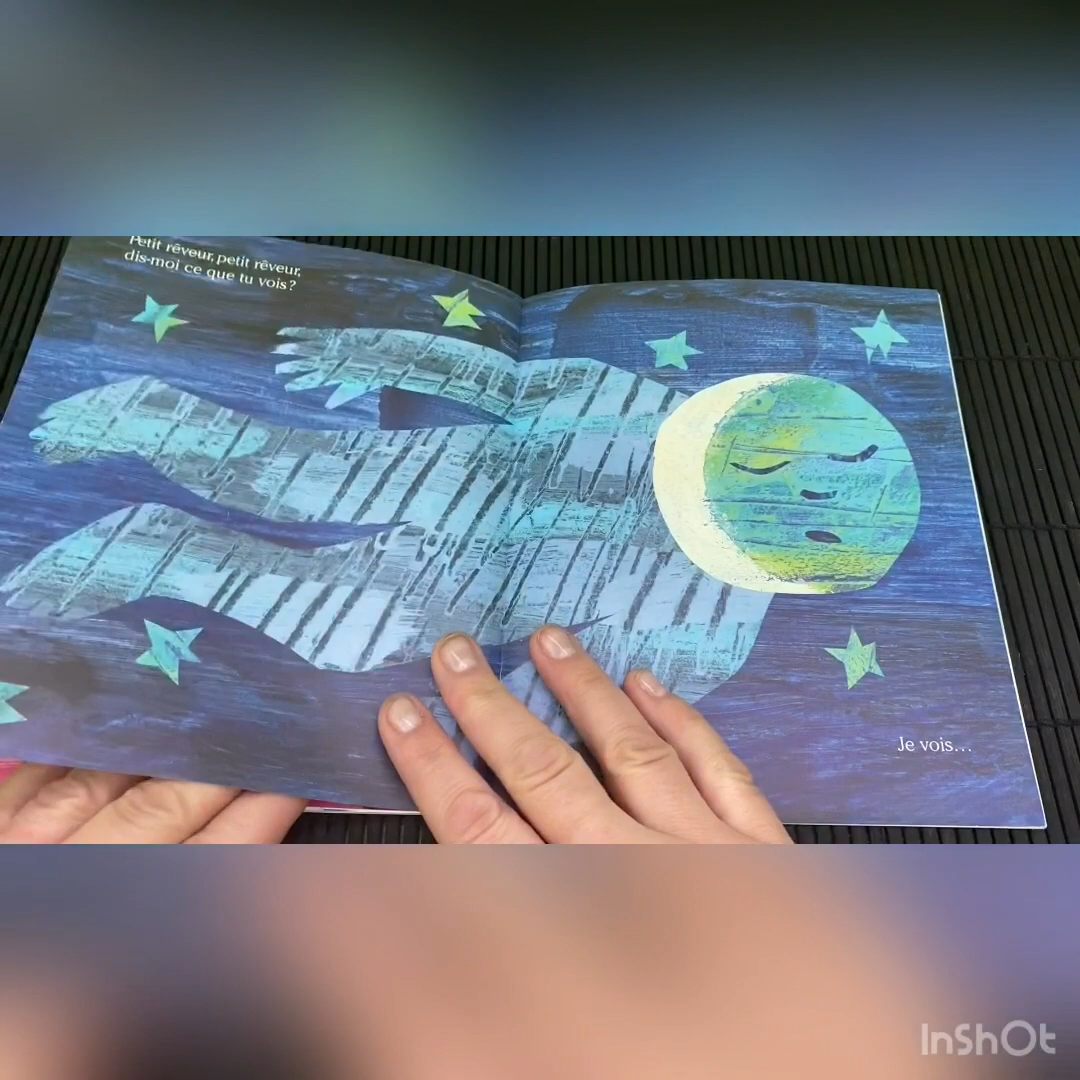 Petit rêveur, petit rêveur,
dis-moi ce que tu vois ?
Je vois...
InShOt